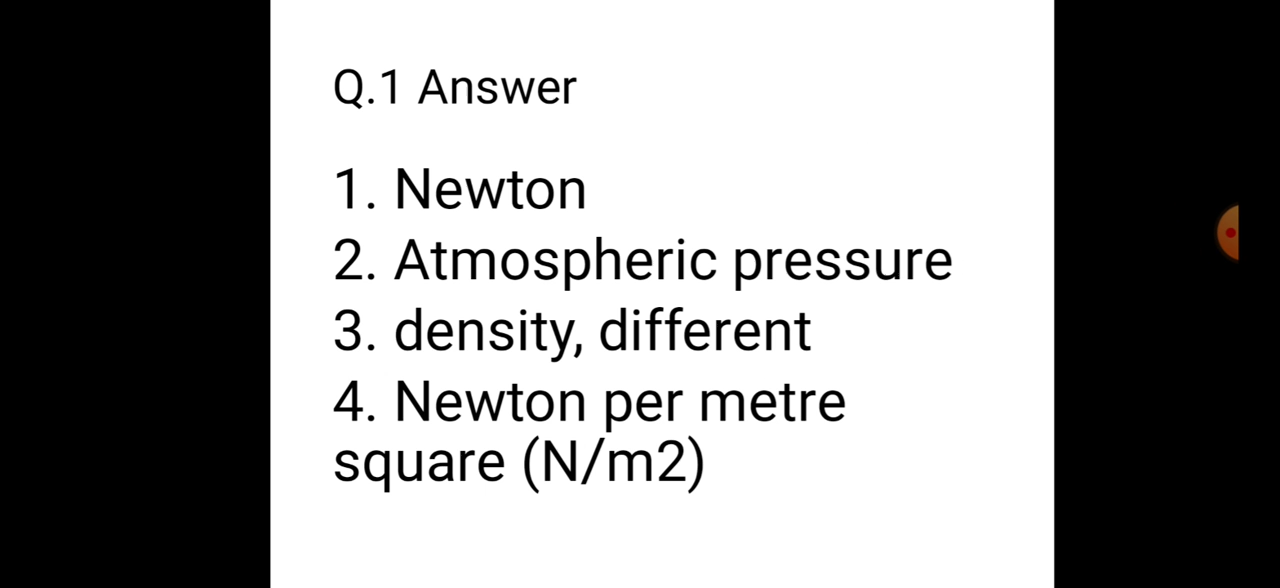 Q.1 Answer
1. Newton
2. Atmospheric pressure
3. density, different
4. Newton per metre
square (N/m2)